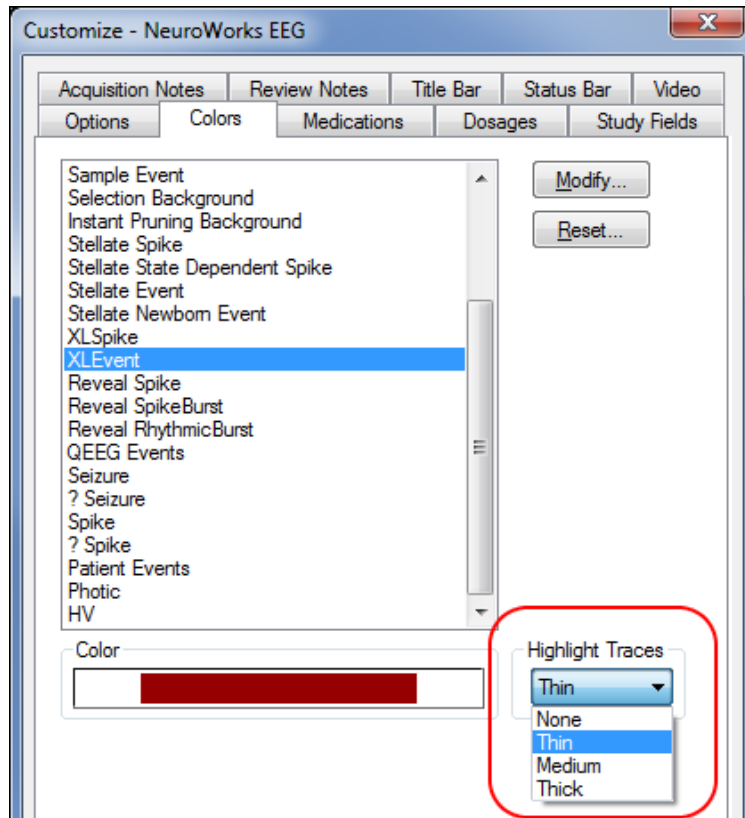 Customize - NeuroWorks EEG
Acquisition Notes Review Notes Title Bar Status Bar Video
Options Colors Medications Dosages Study Fields
Sample Event
Selection Background
Instant Pruning Background
Stellate Spike
Stellate State Dependent Spike
Stellate Event
Stellate Newborn Event
XLSpike
XLEvent
Reveal Spike
Reveal SpikeBurst
Reveal RhythmicBurst
QEEG Events
Seizure
? Seizure
Spike
? Spike
Patient Events
Photic
HV
Modify...
Reset...
Color
Highlight Traces
Thin
None
Thin
Medium
Thick